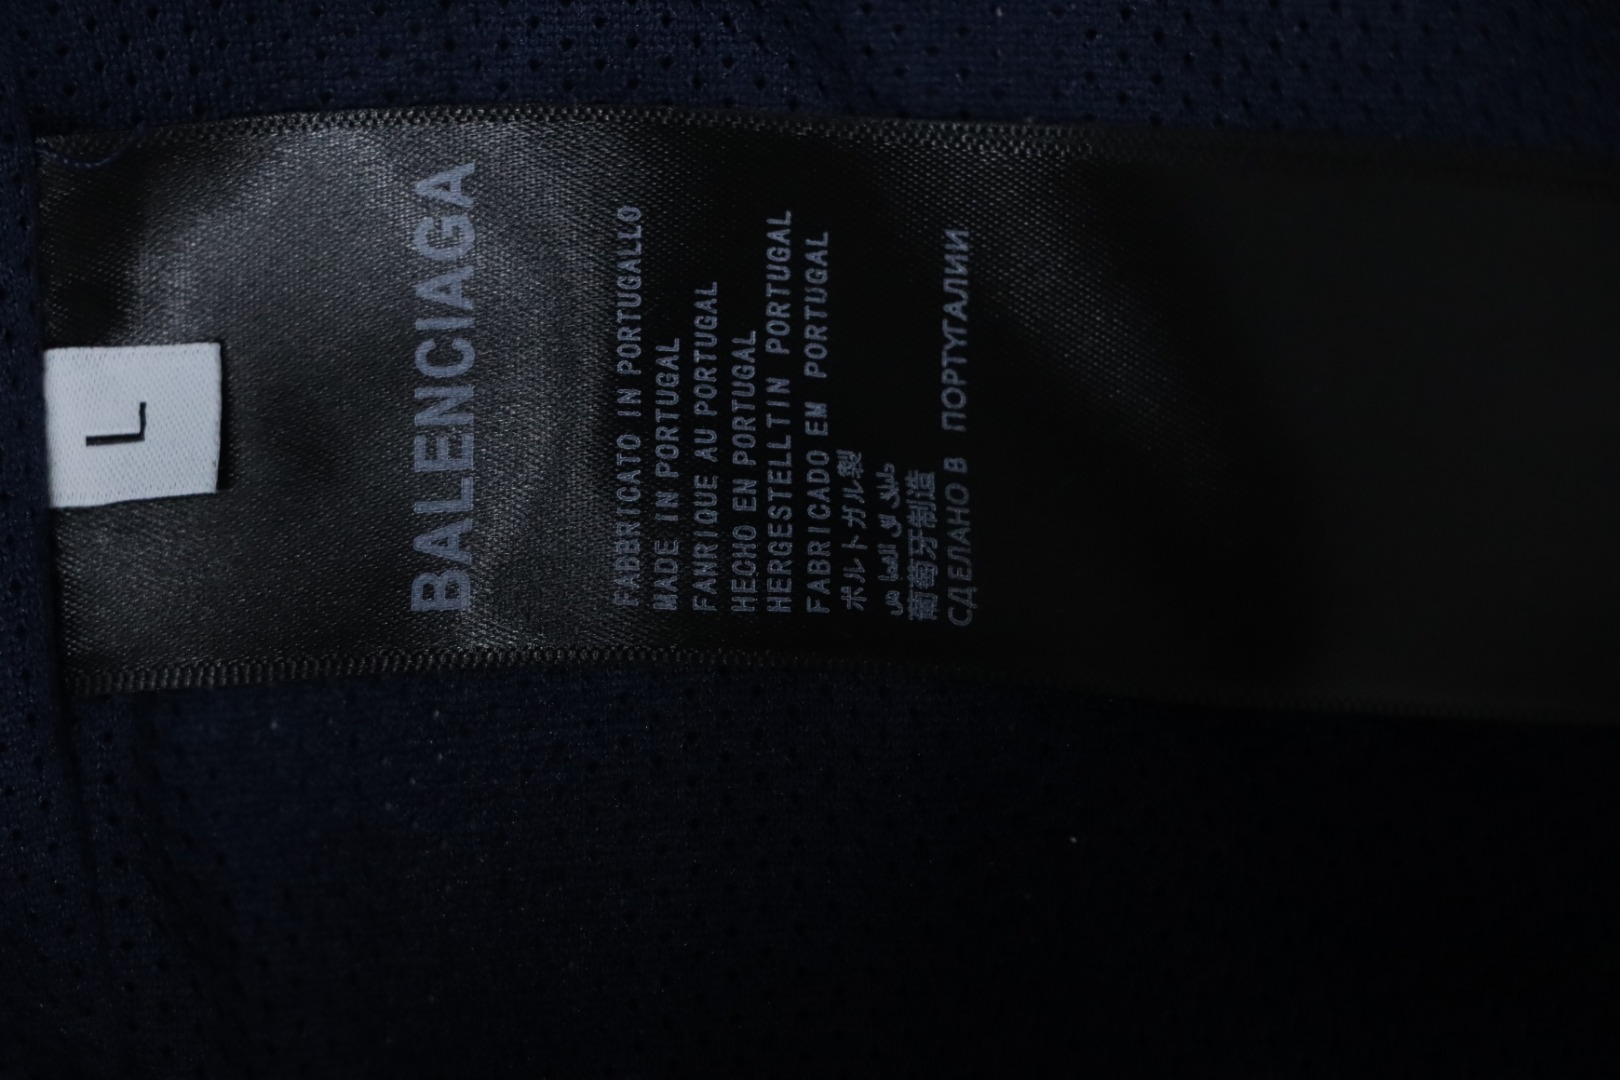 L
BALENCIAGA
FABBRICATO IN PORTUGALLO
MADE IN PORTUGAL
FANRIQUE AU PORTUGAL
HECHO EN PORTUGAL
HERGESTELLTIN PORTUGAL
FABRICADO EM PORTUGAL
ポルトガル製
葡萄牙制造
СДЕЛАНО В ПОРТУГАЛИИ